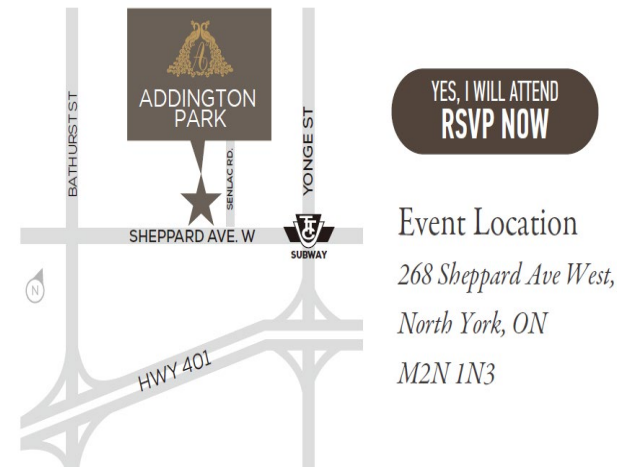 A
ADDINGTON
PARK
BATHURST ST
SENLAC RD.
YONGE ST
SHEPPARD AVE. W
TTC
SUBWAY
N
HWY 401
YES, I WILL ATTEND
RSVP NOW
Event Location
268 Sheppard Ave West,
North York, ON
M2N 1N3